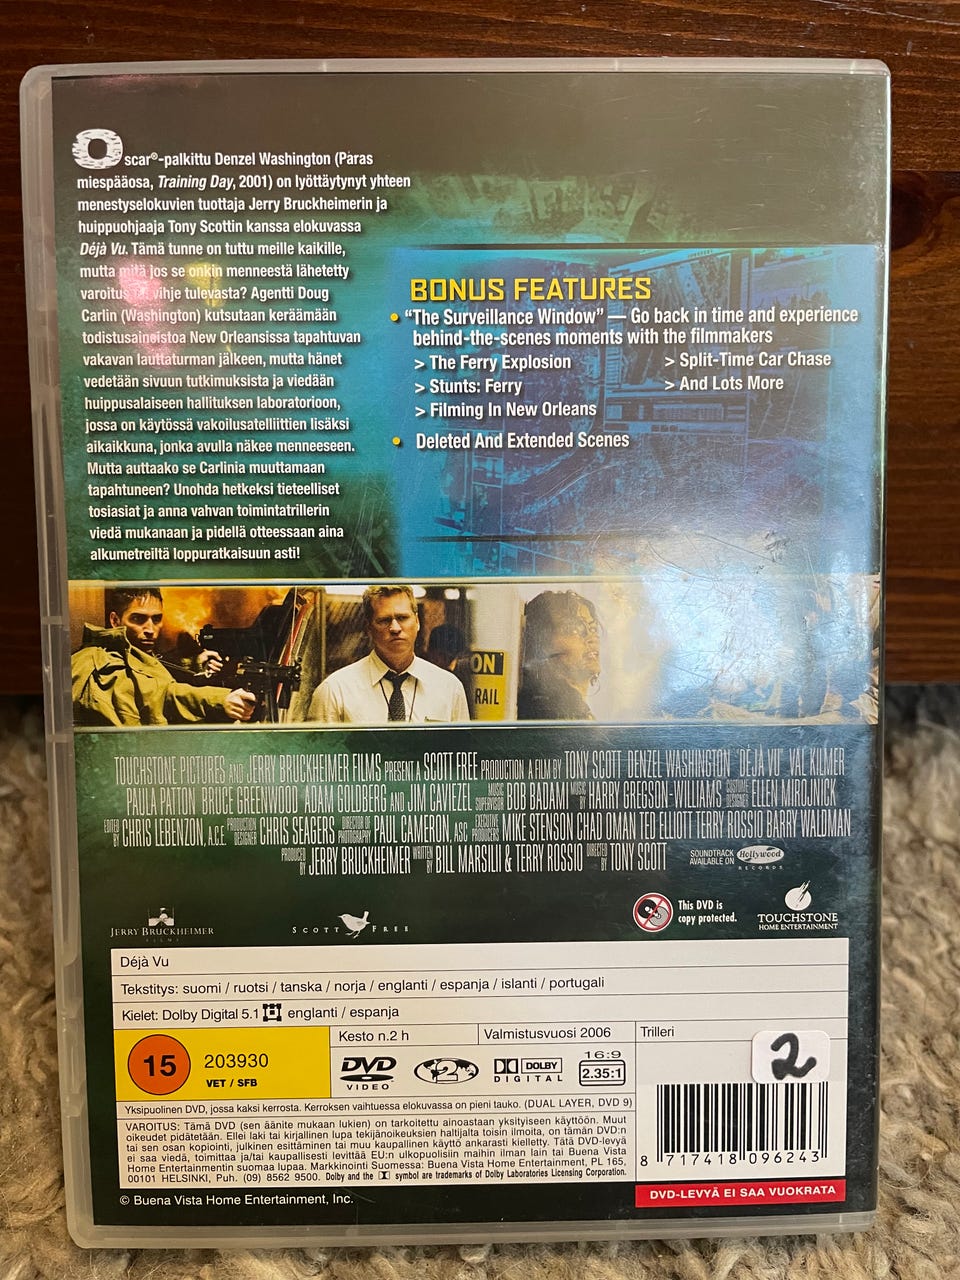 Oscar®-palkittu Denzel Washington (Paras
miespääosa, Training Day, 2001) on lyöttäytynyt yhteen
menestyselokuvien tuottaja Jerry Bruckheimerin ja
huippuohjaaja Tony Scottin kanssa elokuvassa
Déjà Vu. Tämä tunne on tuttu meille kaikille,
mutta mitä jos se onkin menneestä lähetetty
varoitus tai vihje tulevasta? Agentti Doug
Carlin (Washington) kutsutaan keräämään
todistusaineistoa New Orleansissa tapahtuvan
vakavan lauttaturman jälkeen, mutta hänet
vedetään sivuun tutkimuksista ja viedään
huippusalaiseen hallituksen laboratorioon,
jossa on käytössä vakoilusatelliittien lisäksi
aikaikkuna, jonka avulla näkee menneeseen.
Mutta auttaako se Carlinia muuttamaan
tapahtuneen? Unohda hetkeksi tieteelliset
tosiasiat ja anna vahvan toimintatrillerin
viedä mukanaan ja pidellä otteessaan aina
alkumetreiltä loppuratkaisuun asti!
BONUS FEATURES
• "The Surveillance Window" — Go back in time and experience
behind-the-scenes moments with the filmmakers
> The Ferry Explosion
> Stunts: Ferry
> Filming In New Orleans
> Split-Time Car Chase
> And Lots More
• Deleted And Extended Scenes
ON
RAIL
TOUCHSTONE PICTURES AND JERRY BRUCKHEIMER FILMS PRESENT A SCOTT FREE PRODUCTION A FILM BY TONY SCOTT DENZEL WASHINGTON "DÉJÀ VU" VAL KILMER
PAULA PATTON BRUCE GREENWOOD ADAM GOLDBERG AND JIM CAVIEZEL MUSIC SUPERVISOR BOB BADAMI MUSIC BY HARRY GREGSON-WILLIAMS COSTUME DESIGNER ELLEN MIROJNICK
EDITED BY CHRIS LEBENZON, A.C.E. PRODUCTION DESIGNER CHRIS SEAGERS DIRECTOR OF PHOTOGRAPHY PAUL CAMERON, ASC EXECUTIVE PRODUCERS MIKE STENSON CHAD OMAN TED ELLIOTT TERRY ROSSIO BARRY WALDMAN
PRODUCED BY JERRY BRUCKHEIMER WRITTEN BY BILL MARSILII & TERRY ROSSIO DIRECTED BY TONY SCOTT
SOUNDTRACK
AVAILABLE ON
Hollywood
RECORDS
JERRY BRUCKHEIMER
FILMS
SCOTT FREE
This DVD is
copy protected.
TOUCHSTONE
HOME ENTERTAINMENT
Déjà Vu
Tekstitys: suomi / ruotsi / tanska / norja / englanti / espanja / islanti / portugali
Kielet: Dolby Digital 5.1 englanti / espanja
15
203930
VET / SFB
Kesto n.2 h
Valmistusvuosi 2006
Trilleri
DVD
VIDEO
2
DOLBY
DIGITAL
16:9
2.35:1
2
Yksipuolinen DVD, jossa kaksi kerrosta. Kerroksen vaihtuessa elokuvassa on pieni tauko. (DUAL LAYER, DVD 9)
VAROITUS: Tämä DVD (sen äänite mukaan lukien) on tarkoitettu ainoastaan yksityiseen käyttöön. Muut
oikeudet pidätetään. Ellei laki tai kirjallinen lupa tekijänoikeuksien haltijalta toisin ilmoita, on tämän DVD:n
tai sen osan kopiointi, julkinen esittäminen tai muu kaupallinen käyttö ankarasti kielletty. Tätä DVD-levyä
ei saa viedä, toimittaa ja/tai kaupallisesti levittää EU:n ulkopuolisiin maihin ilman lain tai Buena Vista
Home Entertainmentin suomaa lupaa. Markkinointi Suomessa: Buena Vista Home Entertainment, PL 165,
00101 HELSINKI, Puh. (09) 8562 9500. Dolby and the symbol are trademarks of Dolby Laboratories Licensing Corporation.
8 717418 096243
© Buena Vista Home Entertainment, Inc.
DVD-LEVYÄ EI SAA VUOKRATA